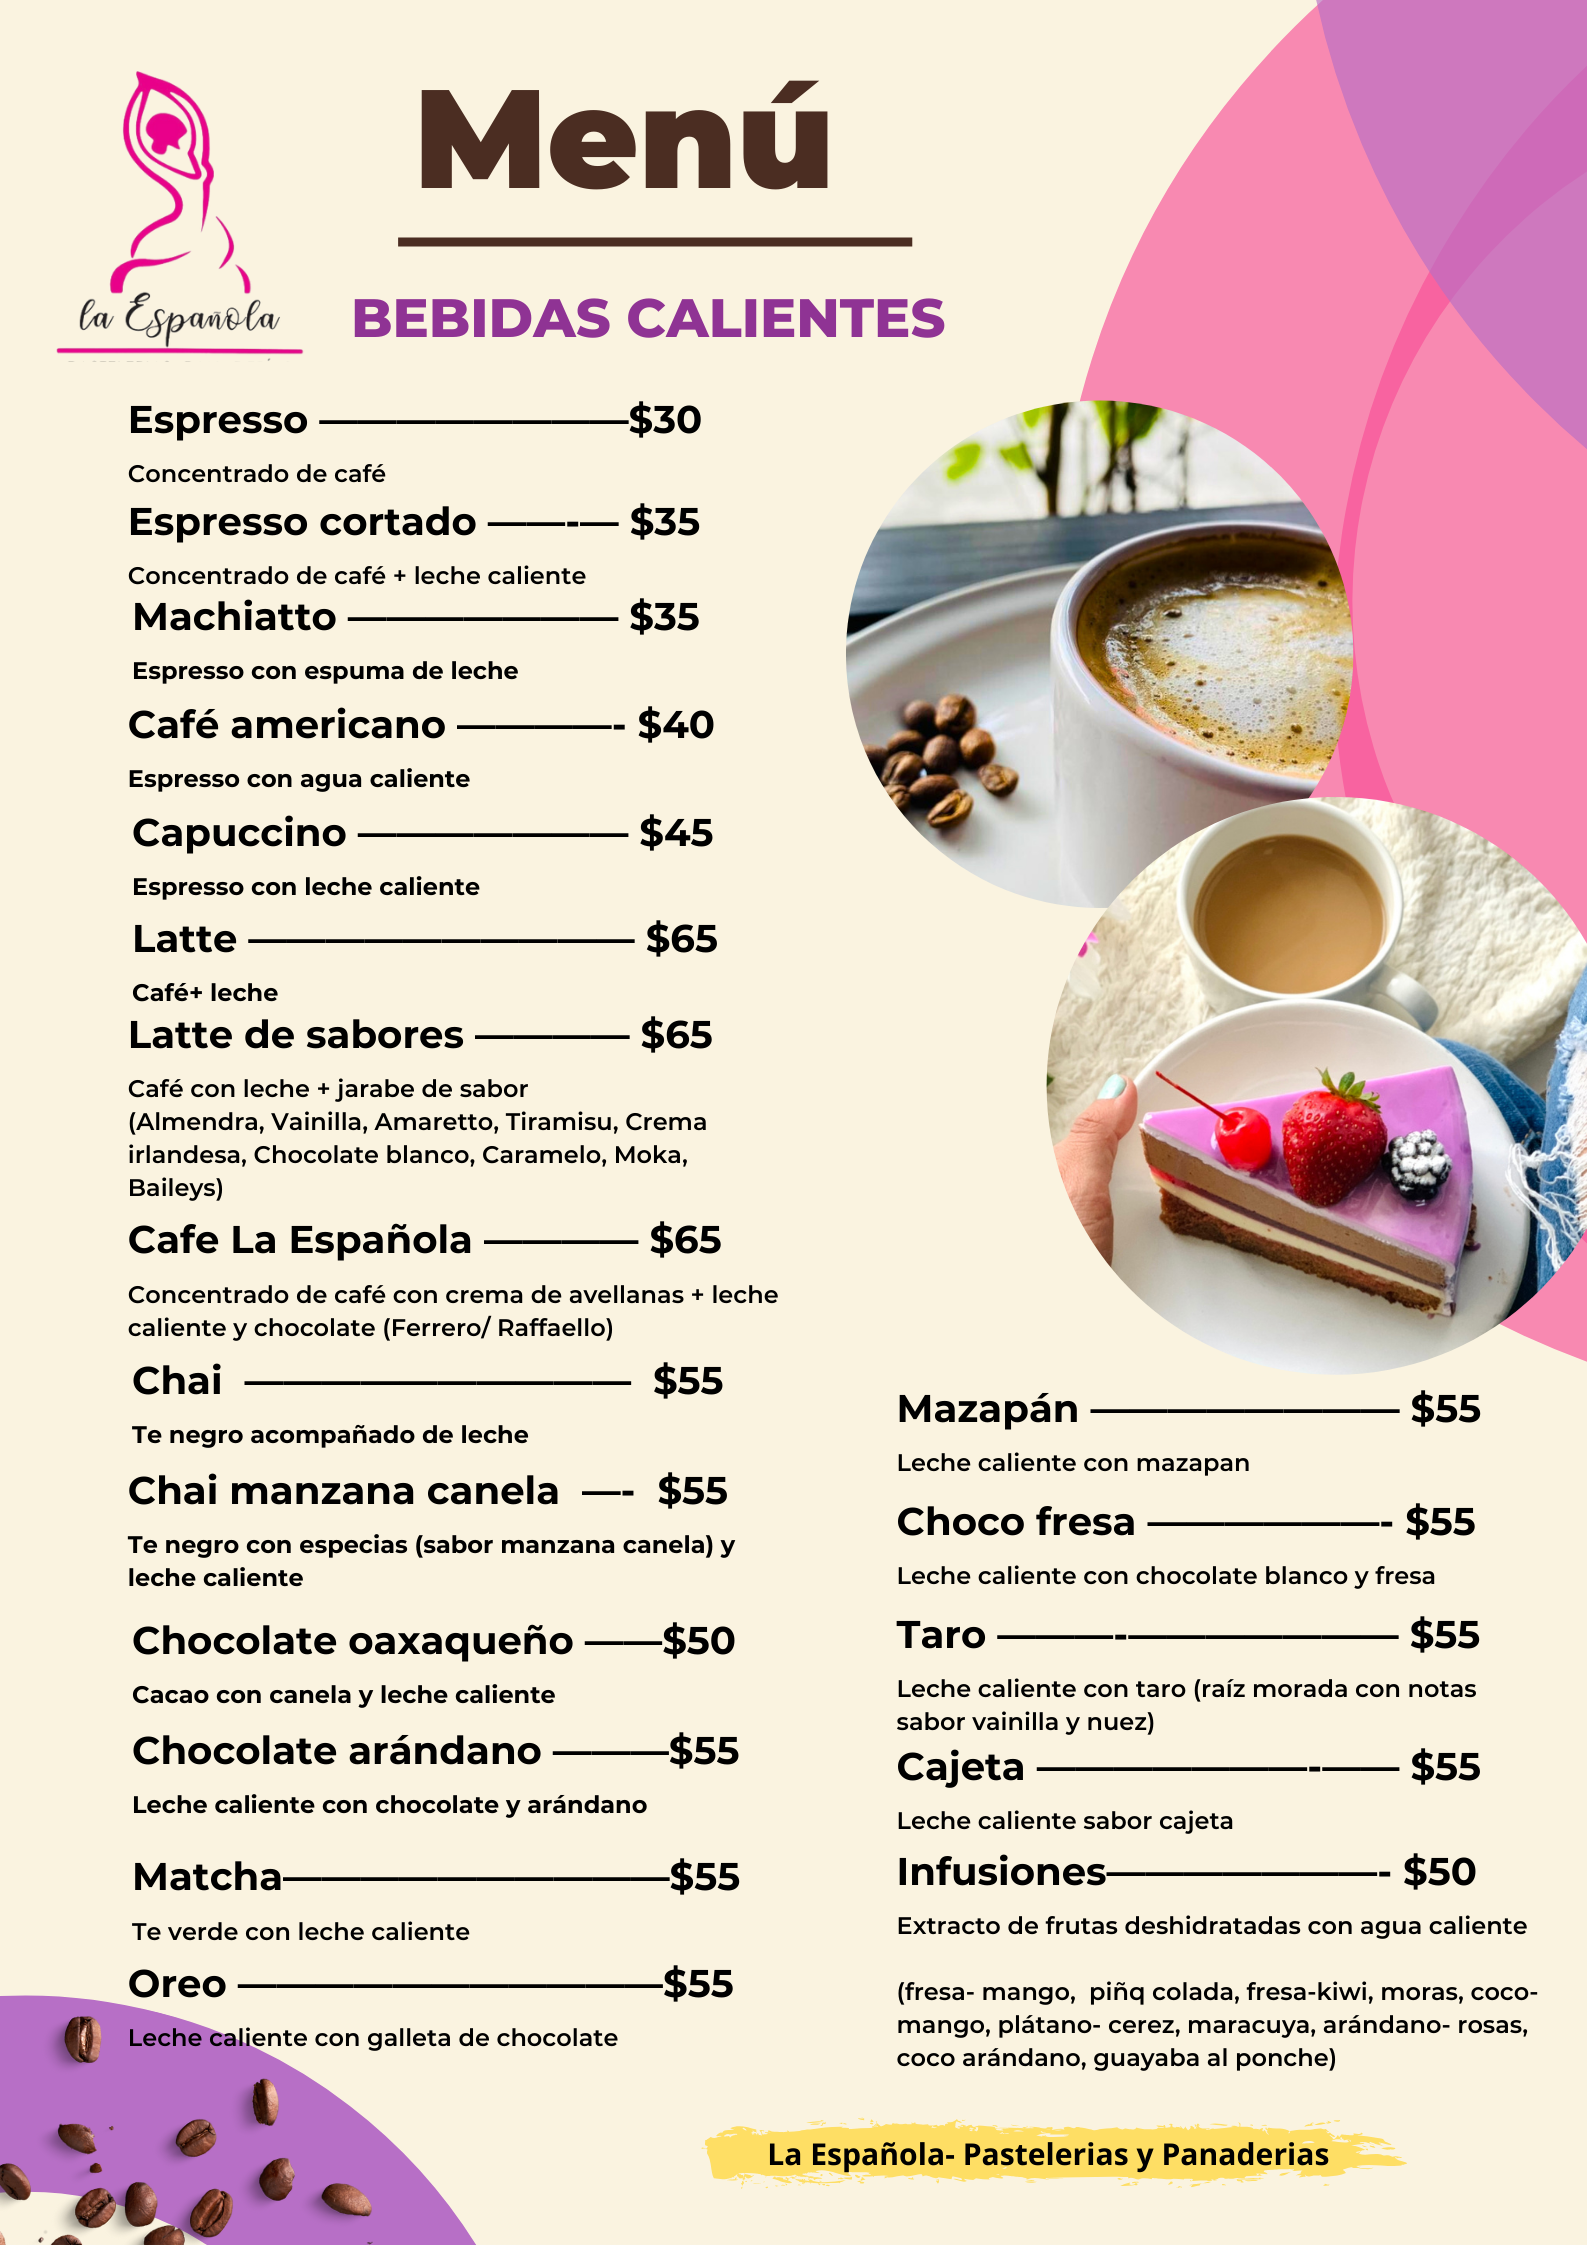 la Española
Menú
BEBIDAS CALIENTES
Espresso ————————$30
Concentrado de café
Espresso cortado ——-— $35
Concentrado de café + leche caliente
Machiatto ——————— $35
Espresso con espuma de leche
Café americano ————- $40
Espresso con agua caliente
Capuccino ——————— $45
Espresso con leche caliente
Latte —————————— $65
Café+ leche
Latte de sabores ———— $65
Café con leche + jarabe de sabor
(Almendra, Vainilla, Amaretto, Tiramisu, Crema
irlandesa, Chocolate blanco, Caramelo, Moka,
Baileys)
Cafe La Española ———— $65
Concentrado de café con crema de avellanas + leche
caliente y chocolate (Ferrero/ Raffaello)
Chai —————————— $55
Te negro acompañado de leche
Chai manzana canela —- $55
Te negro con especias (sabor manzana canela) y
leche caliente
Chocolate oaxaqueño ——$50
Cacao con canela y leche caliente
Chocolate arándano ———$55
Leche caliente con chocolate y arándano
Matcha——————————$55
Te verde con leche caliente
Oreo ———————————$55
Leche caliente con galleta de chocolate
Mazapán ———————— $55
Leche caliente con mazapan
Choco fresa ——————- $55
Leche caliente con chocolate blanco y fresa
Taro ———-——————— $55
Leche caliente con taro (raíz morada con notas
sabor vainilla y nuez)
Cajeta ———————-—— $55
Leche caliente sabor cajeta
Infusiones———————- $50
Extracto de frutas deshidratadas con agua caliente
(fresa- mango, piñq colada, fresa-kiwi, moras, coco-
mango, plátano- cerez, maracuya, arándano- rosas,
coco arándano, guayaba al ponche)
La Española- Pastelerias y Panaderias